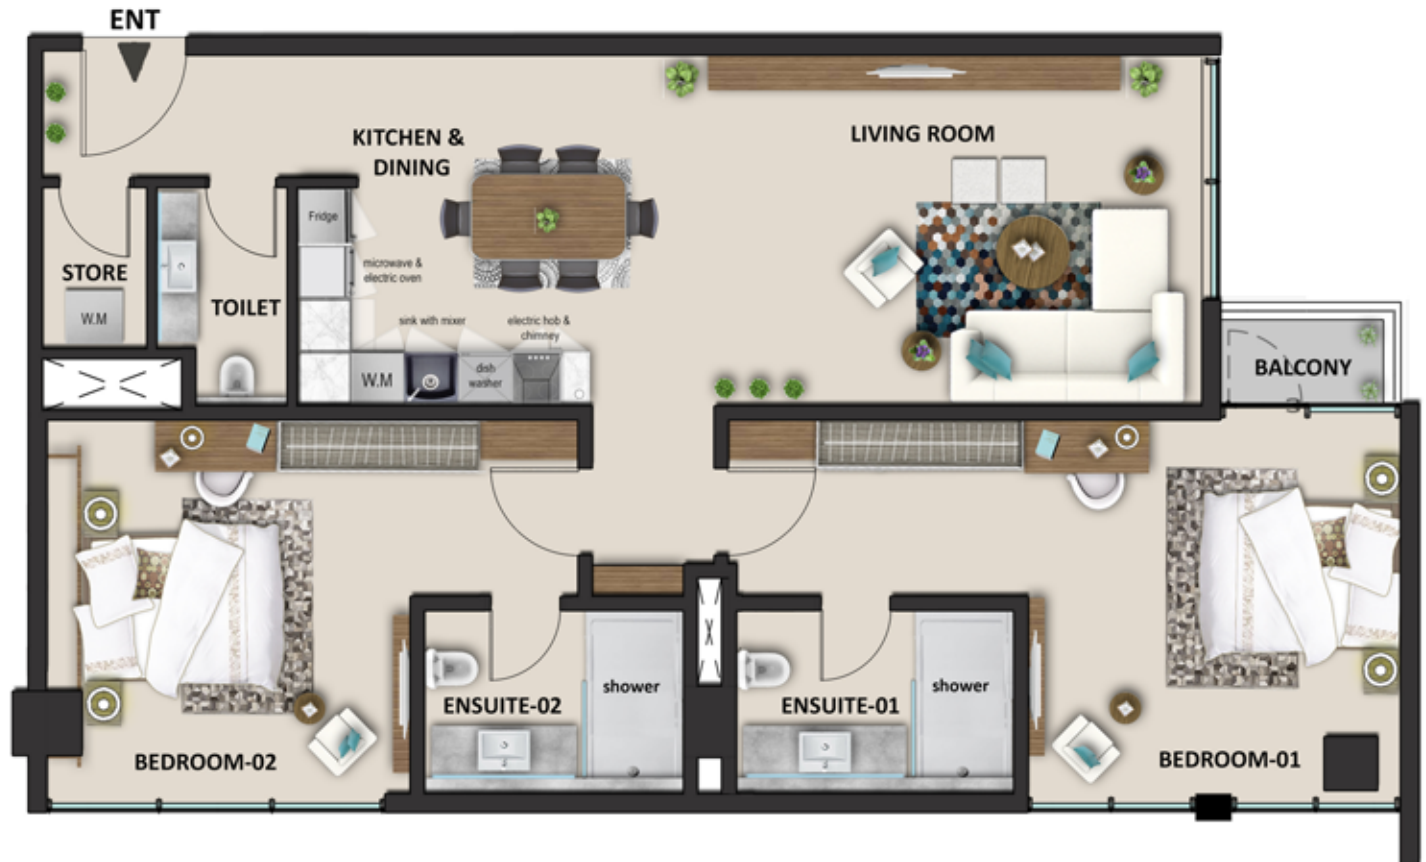 ENT
KITCHEN &
DINING
LIVING ROOM
Fridge
microwave &
electric oven
STORE
W.M
TOILET
sink with mixer
electric hob &
chimney
W.M
dish
washer
BALCONY
shower
ENSUITE-02
shower
ENSUITE-01
BEDROOM-02
BEDROOM-01